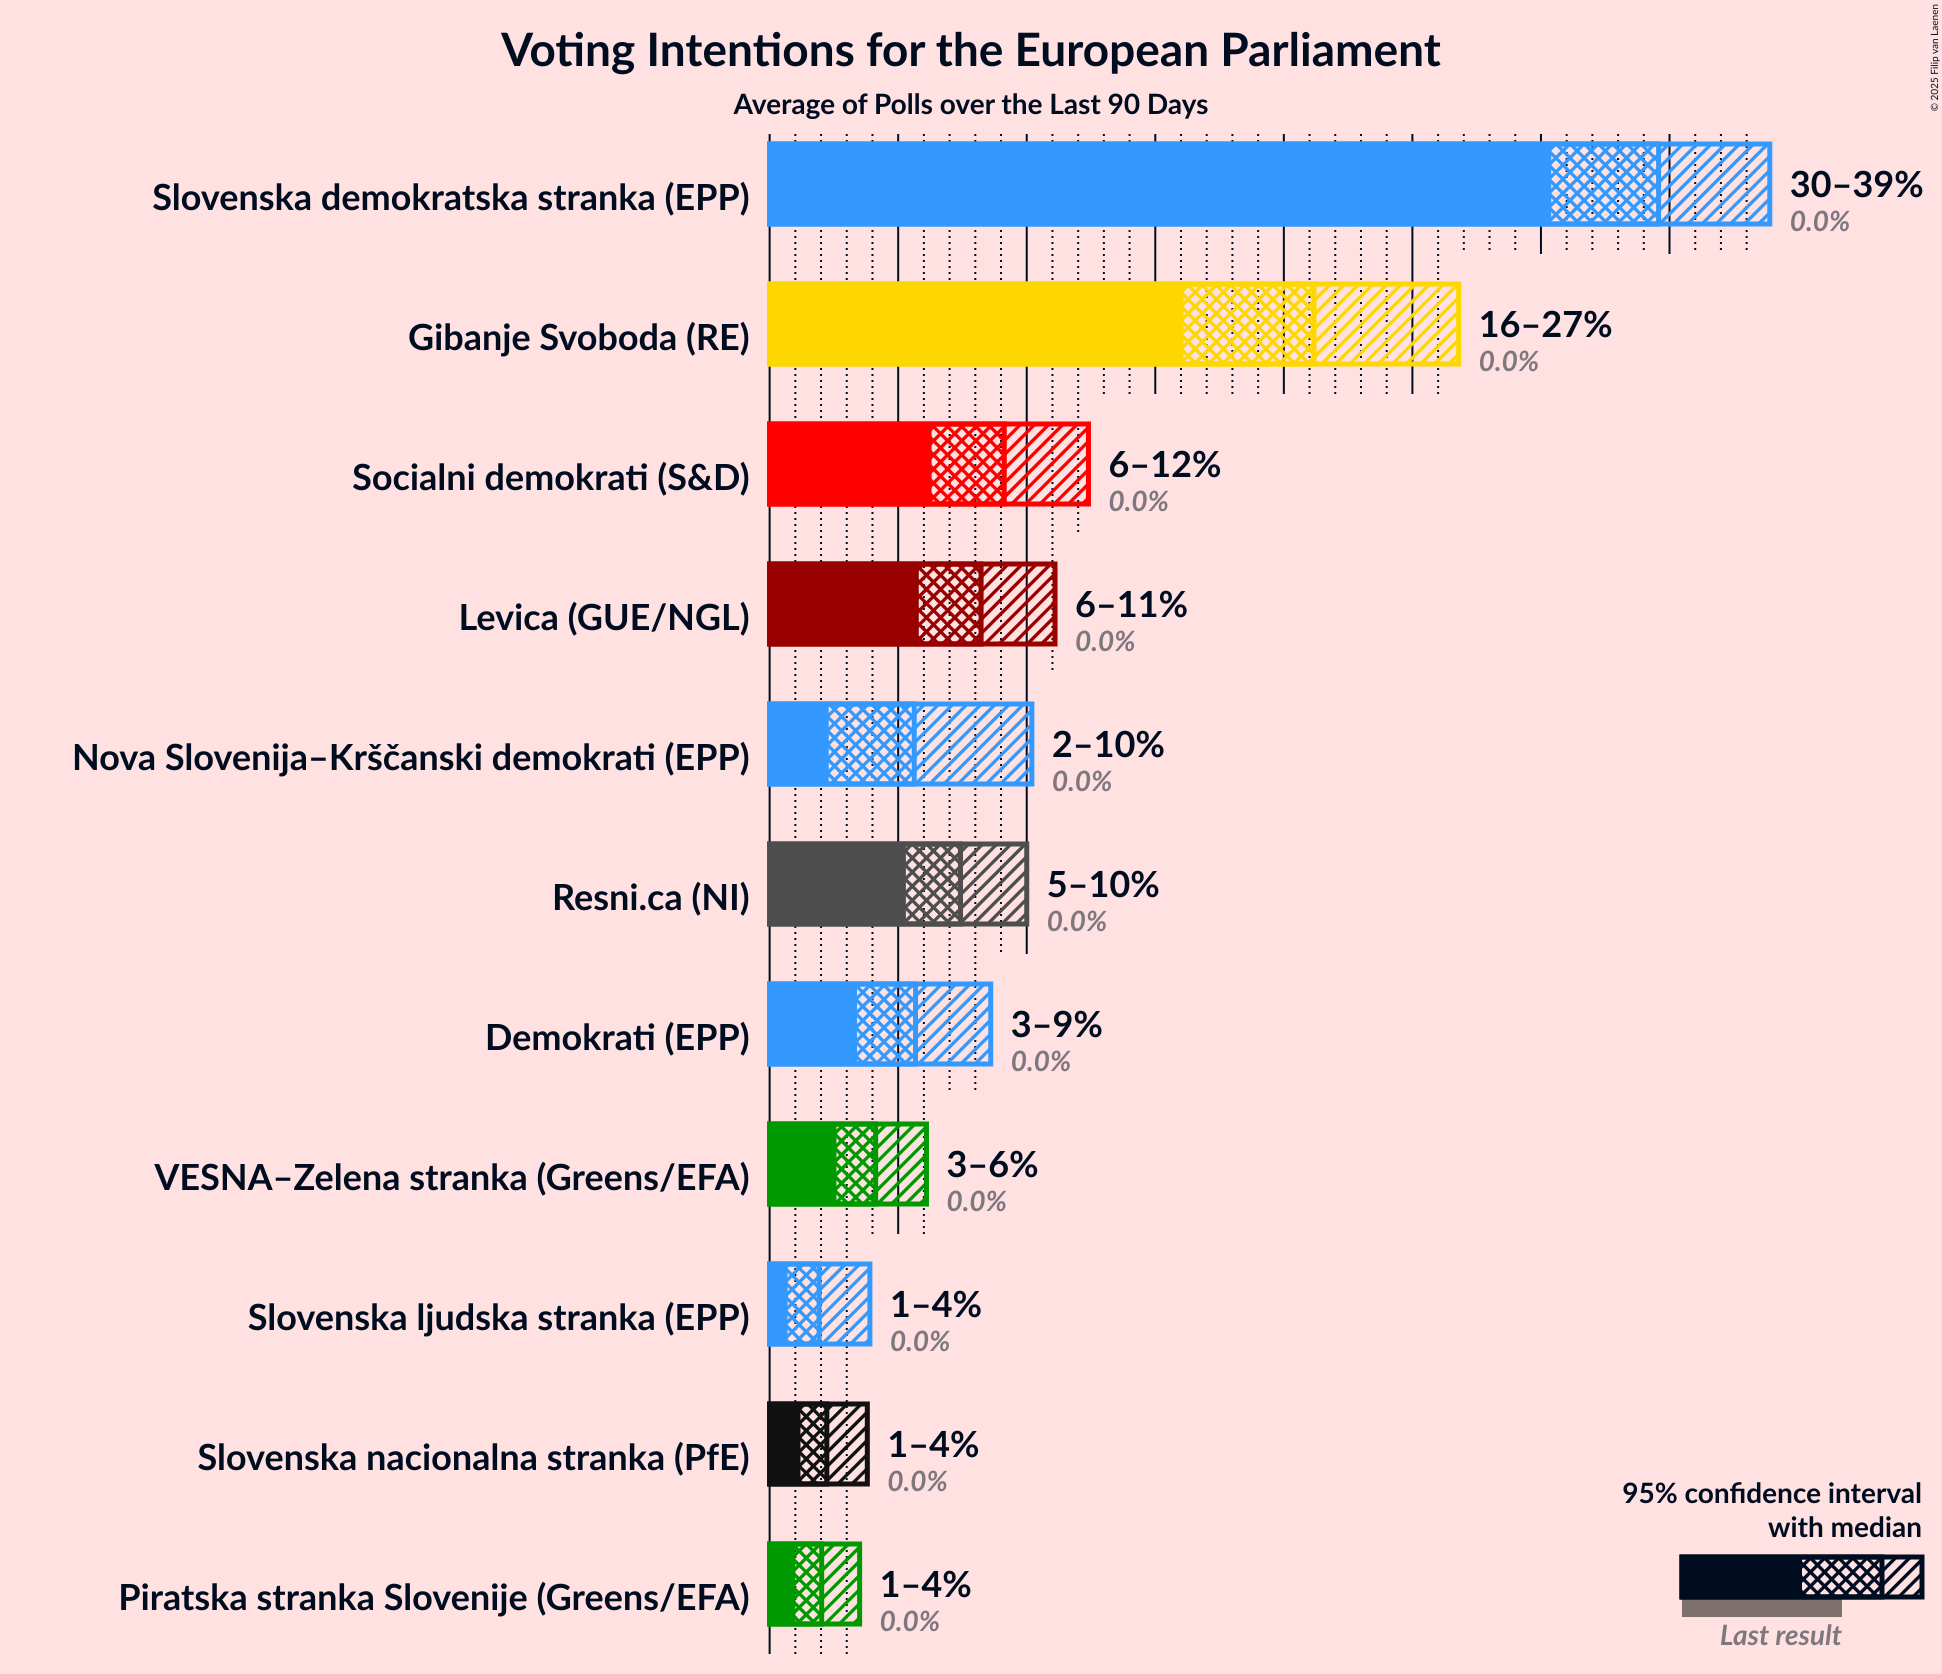 Voting Intentions for the European Parliament
Average of Polls over the Last 90 Days
© 2025 Filip van Laenen
Slovenska demokratska stranka (EPP)
30–39%
0.0%
Gibanje Svoboda (RE)
16–27%
0.0%
Socialni demokrati (S&D)
6–12%
0.0%
Levica (GUE/NGL)
6–11%
0.0%
Nova Slovenija–Krščanski demokrati (EPP)
2–10%
0.0%
Resni.ca (NI)
5–10%
0.0%
Demokrati (EPP)
3–9%
0.0%
VESNA–Zelena stranka (Greens/EFA)
3–6%
0.0%
Slovenska ljudska stranka (EPP)
1–4%
0.0%
Slovenska nacionalna stranka (PfE)
1–4%
0.0%
Piratska stranka Slovenije (Greens/EFA)
1–4%
0.0%
95% confidence interval
with median
Last result